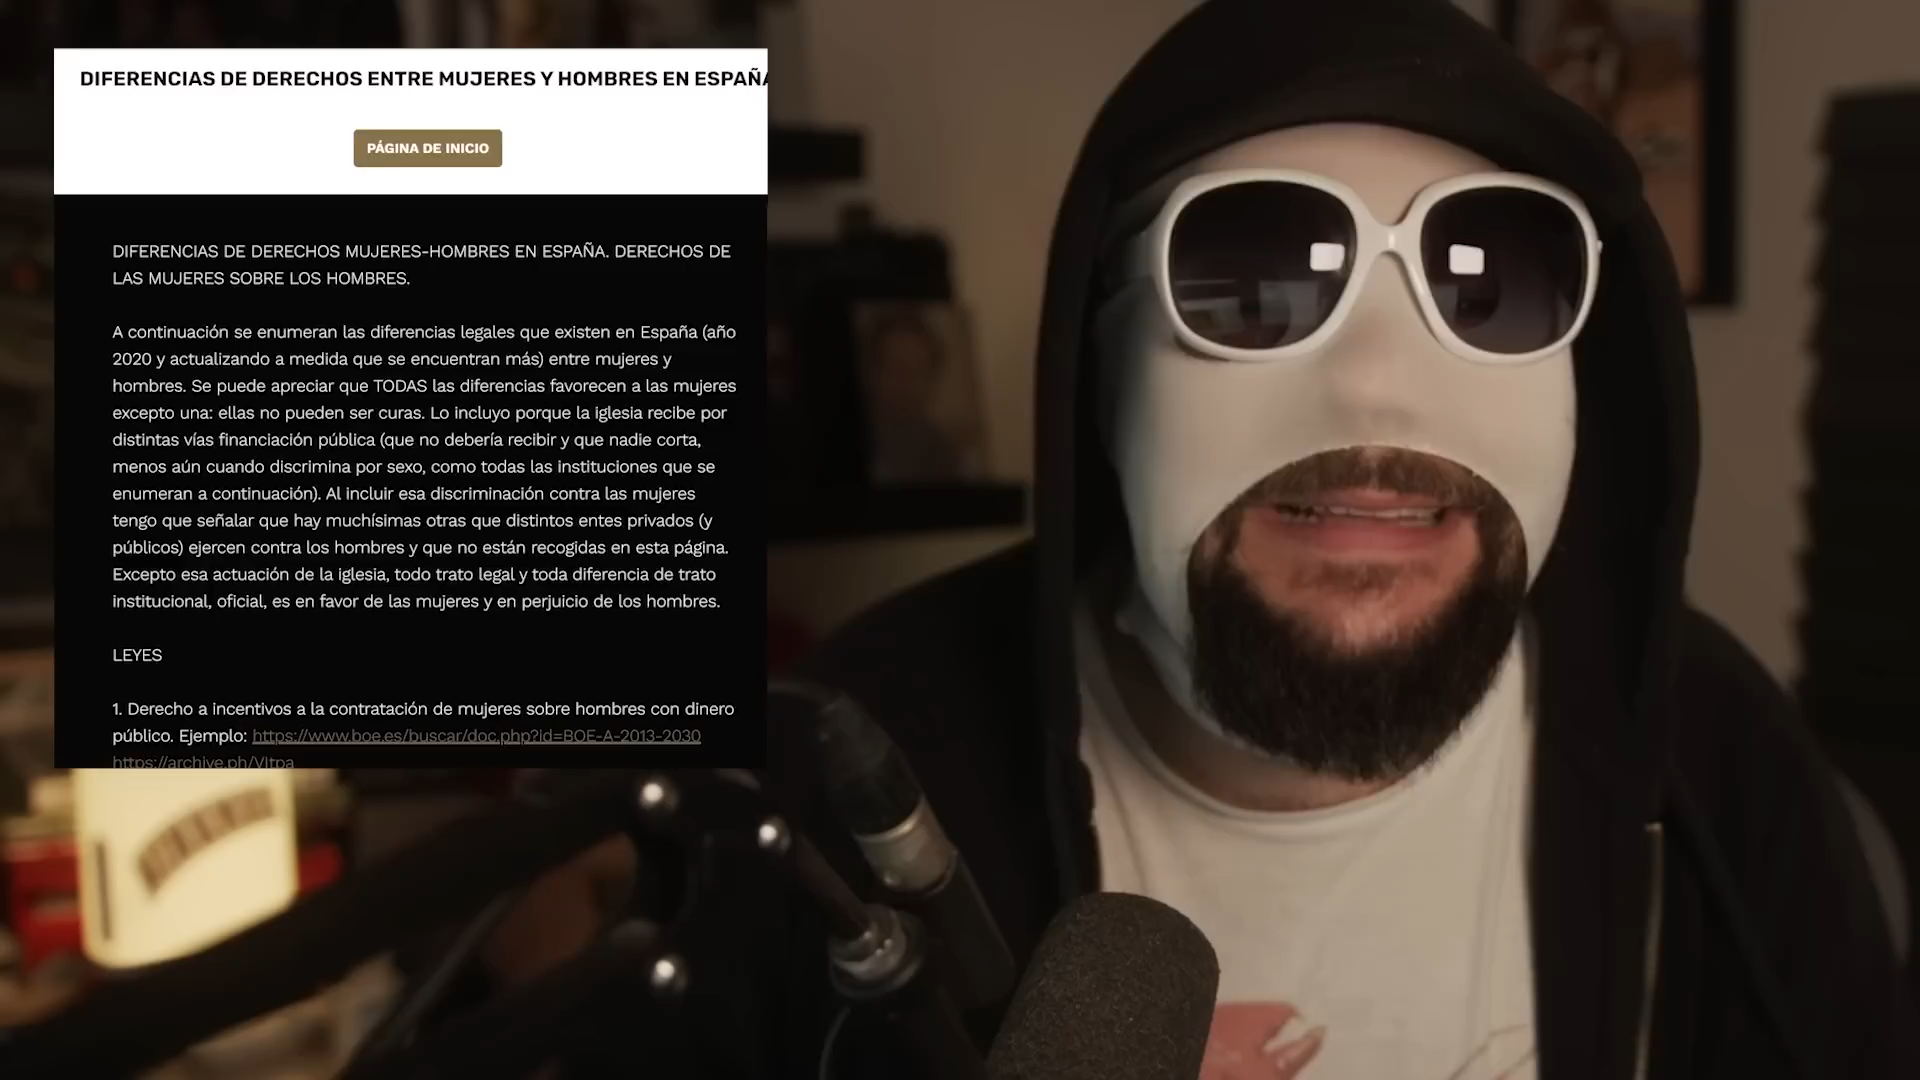 DIFERENCIAS DE DERECHOS ENTRE MUJERES Y HOMBRES EN ESPAÑA
PÁGINA DE INICIO
DIFERENCIAS DE DERECHOS MUJERES-HOMBRES EN ESPAÑA. DERECHOS DE
LAS MUJERES SOBRE LOS HOMBRES.
A continuación se enumeran las diferencias legales que existen en España (año
2020 y actualizando a medida que se encuentran más) entre mujeres y
hombres. Se puede apreciar que TODAS las diferencias favorecen a las mujeres
excepto una: ellas no pueden ser curas. Lo incluyo porque la iglesia recibe por
distintas vías financiación pública (que no debería recibir y que nadie corta,
menos aún cuando discrimina por sexo, como todas las instituciones que se
enumeran a continuación). Al incluir esa discriminación contra las mujeres
tengo que señalar que hay muchísimas otras que distintos entes privados (y
públicos) ejercen contra los hombres y que no están recogidas en esta página.
Excepto esa actuación de la iglesia, todo trato legal y toda diferencia de trato
institucional, oficial, es en favor de las mujeres y en perjuicio de los hombres.
LEYES
1. Derecho a incentivos a la contratación de mujeres sobre hombres con dinero
público. Ejemplo: https://www.boe.es/buscar/doc.php?id=BOE-A-2013-2030